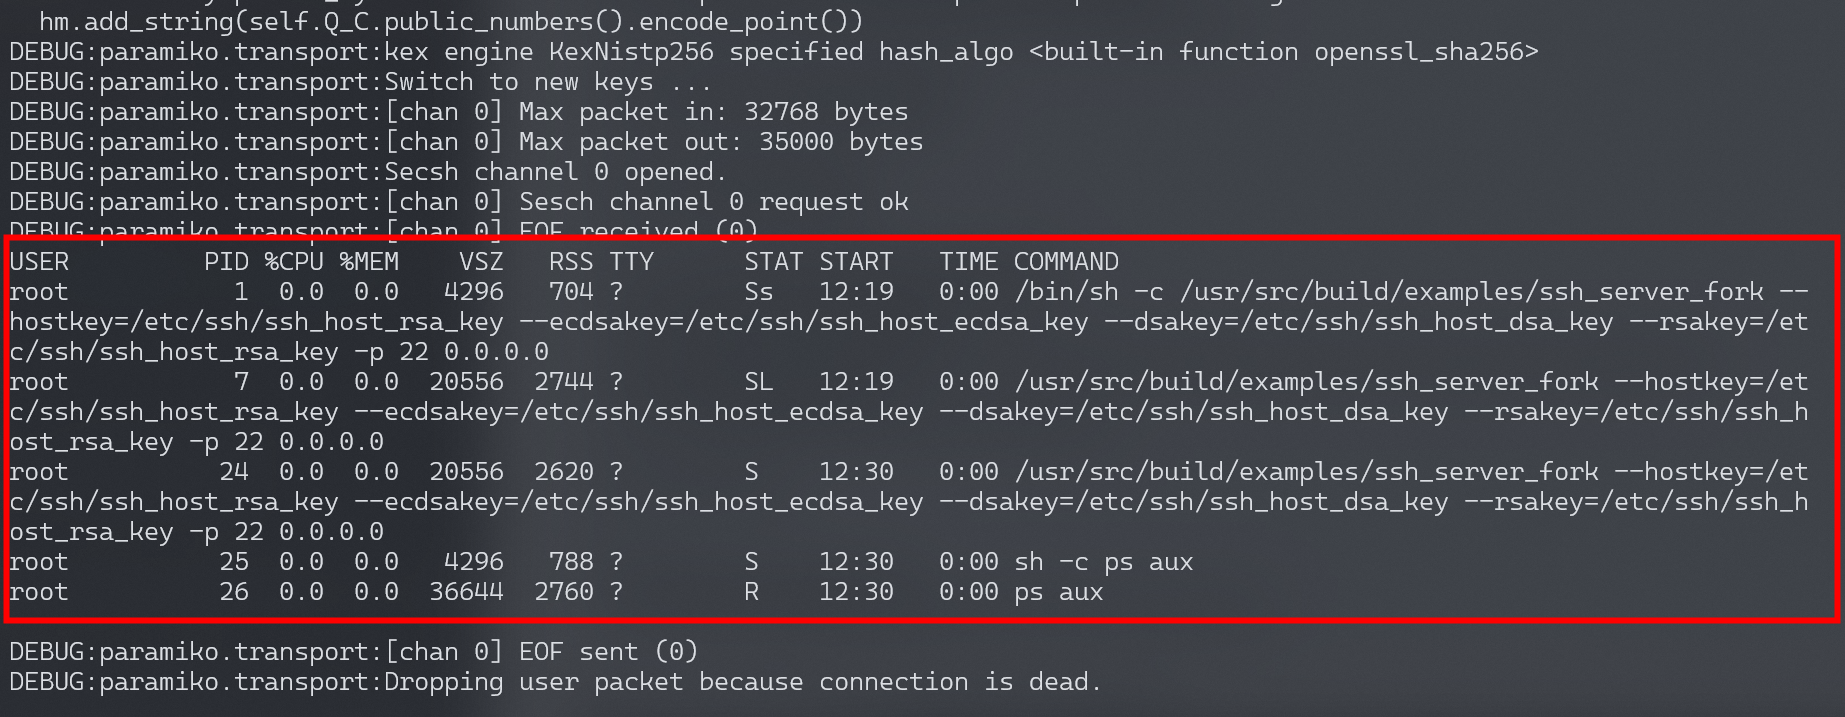 hm.add_string(self.Q_C.public_numbers().encode_point())
DEBUG:paramiko.transport:kex engine KexNistp256 specified hash_algo <built-in function openssl_sha256>
DEBUG:paramiko.transport:Switch to new keys ...
DEBUG:paramiko.transport:[chan 0] Max packet in: 32768 bytes
DEBUG:paramiko.transport:[chan 0] Max packet out: 35000 bytes
DEBUG:paramiko.transport:Secsh channel 0 opened.
DEBUG:paramiko.transport:[chan 0] Sesch channel 0 request ok
DEBUG:paramiko.transport:[chan 0] EOF received (0)
USER         PID %CPU %MEM    VSZ   RSS TTY      STAT START   TIME COMMAND
root           1  0.0  0.0   4296   704 ?        Ss   12:19   0:00 /bin/sh -c /usr/src/build/examples/ssh_server_fork --
hostkey=/etc/ssh/ssh_host_rsa_key --ecdsakey=/etc/ssh/ssh_host_ecdsa_key --dsakey=/etc/ssh/ssh_host_dsa_key --rsakey=/et
c/ssh/ssh_host_rsa_key -p 22 0.0.0.0
root           7  0.0  0.0  20556  2744 ?        SL   12:19   0:00 /usr/src/build/examples/ssh_server_fork --hostkey=/et
c/ssh/ssh_host_rsa_key --ecdsakey=/etc/ssh/ssh_host_ecdsa_key --dsakey=/etc/ssh/ssh_host_dsa_key --rsakey=/etc/ssh/ssh_h
ost_rsa_key -p 22 0.0.0.0
root          24  0.0  0.0  20556  2620 ?        S    12:30   0:00 /usr/src/build/examples/ssh_server_fork --hostkey=/et
c/ssh/ssh_host_rsa_key --ecdsakey=/etc/ssh/ssh_host_ecdsa_key --dsakey=/etc/ssh/ssh_host_dsa_key --rsakey=/etc/ssh/ssh_h
ost_rsa_key -p 22 0.0.0.0
root          25  0.0  0.0   4296   788 ?        S    12:30   0:00 sh -c ps aux
root          26  0.0  0.0  36644  2760 ?        R    12:30   0:00 ps aux
DEBUG:paramiko.transport:[chan 0] EOF sent (0)
DEBUG:paramiko.transport:Dropping user packet because connection is dead.